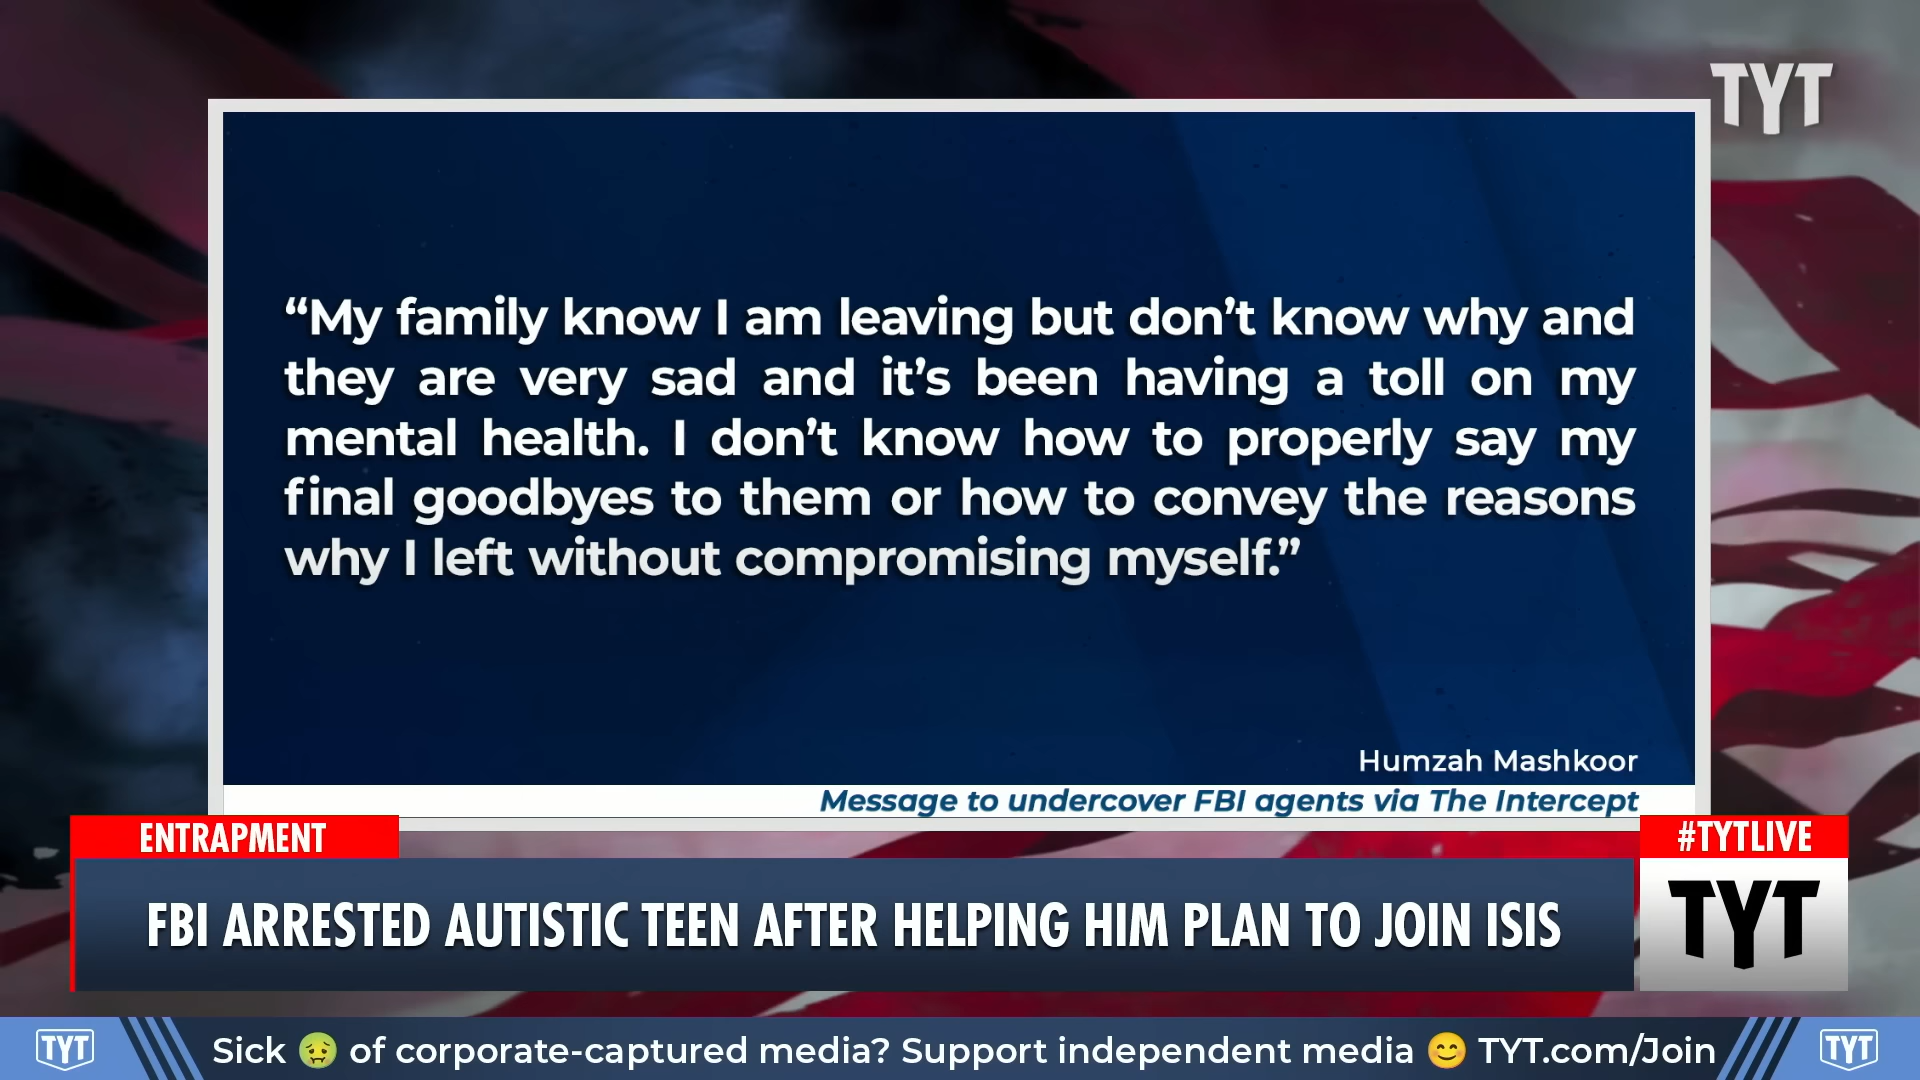 TYT
“My family know I am leaving but don’t know why and
they are very sad and it’s been having a toll on my
mental health. I don’t know how to properly say my
final goodbyes to them or how to convey the reasons
why I left without compromising myself.”
Humzah Mashkoor
Message to undercover FBI agents via The Intercept
ENTRAPMENT
#TYTLIVE
FBI ARRESTED AUTISTIC TEEN AFTER HELPING HIM PLAN TO JOIN ISIS
TYT
TYT
Sick 🤢 of corporate-captured media? Support independent media 😊 TYT.com/Join
TYT